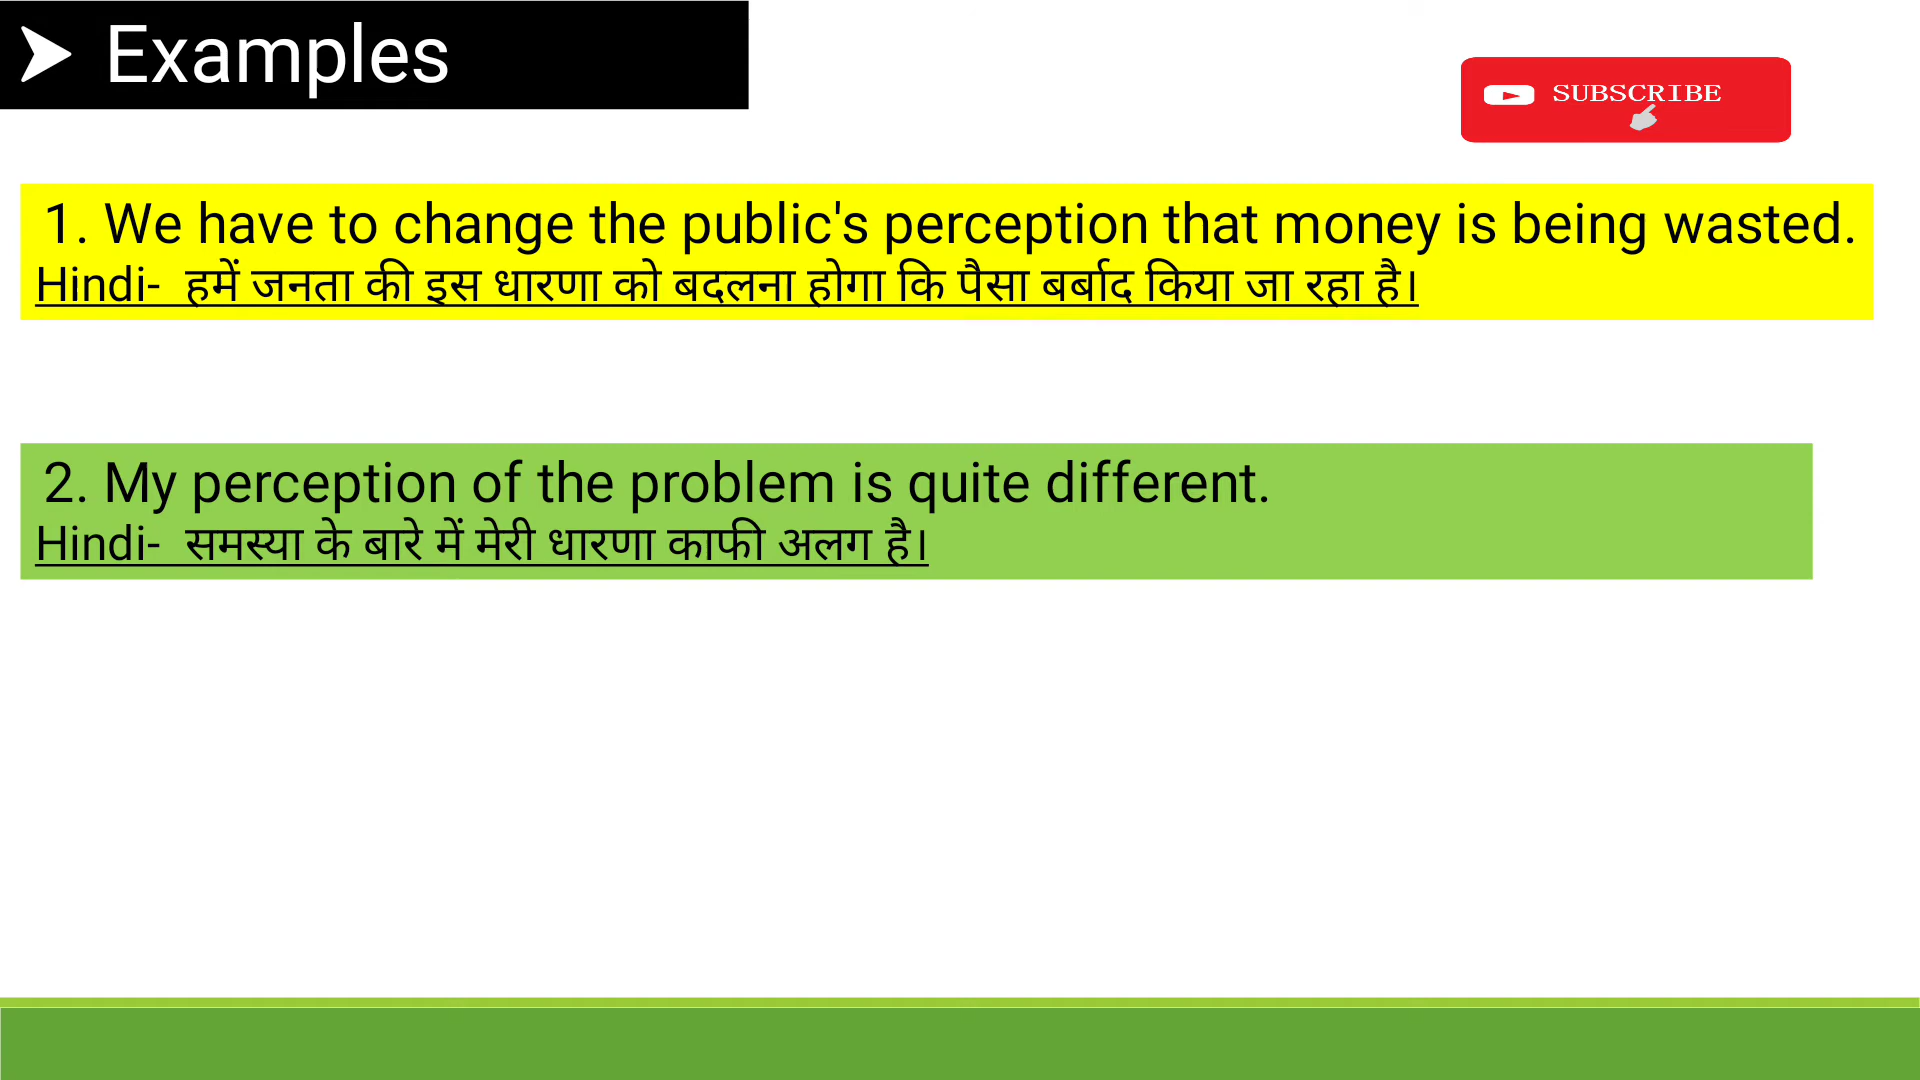 Examples
SUBSCRIBE
1. We have to change the public's perception that money is being wasted.
Hindi- हमें जनता की इस धारणा को बदलना होगा कि पैसा बर्बाद किया जा रहा है।
2. My perception of the problem is quite different.
Hindi- समस्या के बारे में मेरी धारणा काफी अलग है।